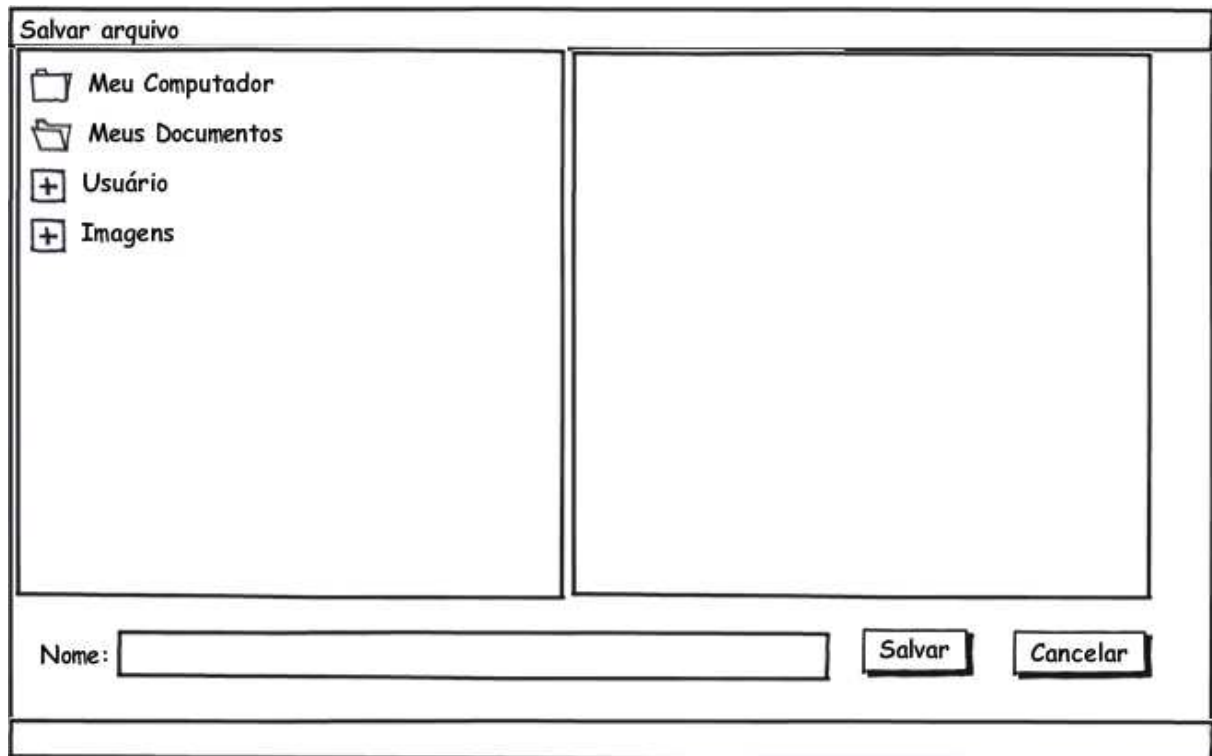 Salvar arquivo
Meu Computador
Meus Documentos
Usuário
Imagens
Nome:
Salvar
Cancelar